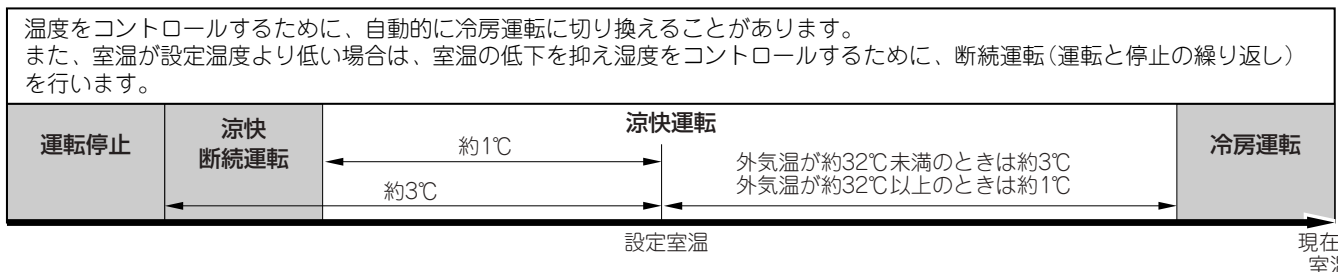 温度をコントロールするために、自動的に冷房運転に切り換えることがあります。
また、室温が設定温度より低い場合は、室温の低下を抑え湿度をコントロールするために、断続運転(運転と停止の繰り返し)
を行います。
運転停止
涼快
断続運転
涼快運転
冷房運転
約1℃
約3℃
外気温が約32℃未満のときは約3℃
外気温が約32℃以上のときは約1℃
設定室温
現在
室温